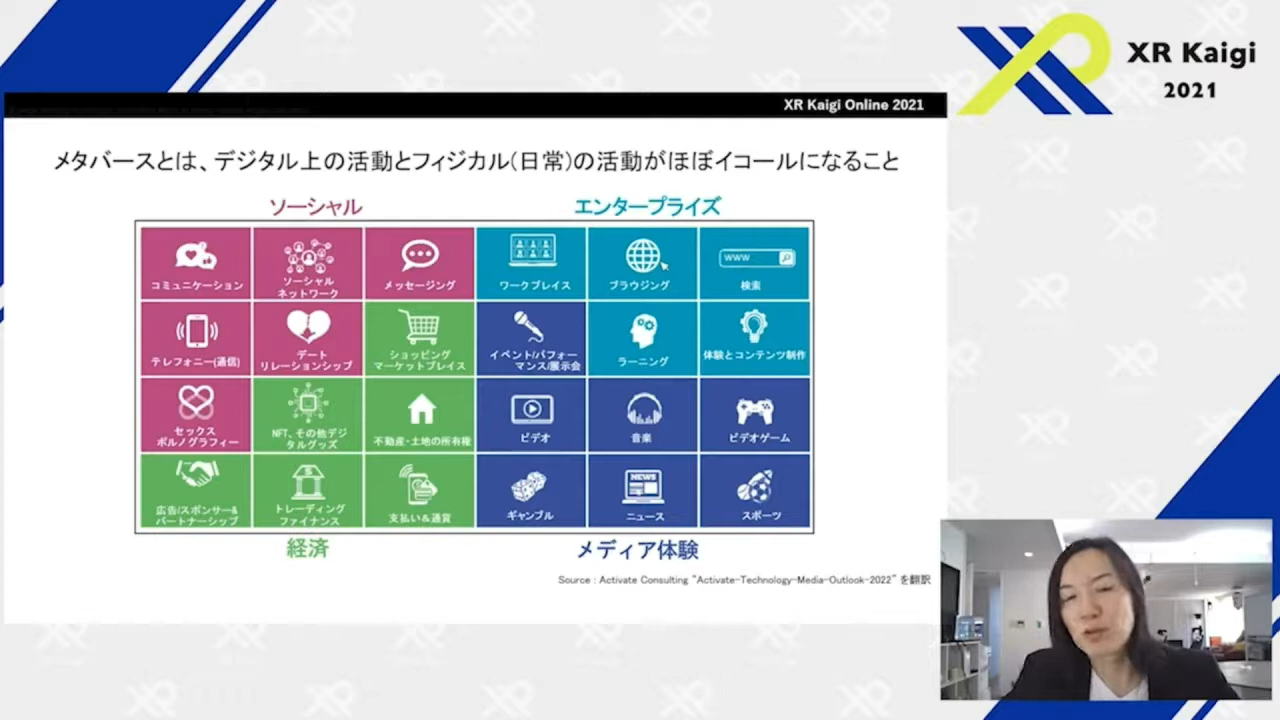 XR Kaigi
2021
XR Kaigi Online 2021
メタバースとは、デジタル上の活動とフィジカル(日常)の活動がほぼイコールになること
ソーシャル
エンタープライズ
コミュニケーション
ソーシャル
ネットワーク
メッセージング
ワークプレイス
ブラウジング
WWW
検索
テレフォニー(通信)
デート
リレーションシップ
ショッピング
マーケットプレイス
イベント/パフォー
マンス/展示会
ラーニング
体験とコンテンツ制作
セックス
ポルノグラフィー
NFT、その他デジ
タルグッズ
不動産・土地の所有権
ビデオ
音楽
ビデオゲーム
広告/スポンサー&
パートナーシップ
トレーディング
ファイナンス
支払い&通貨
ギャンブル
NEWS
ニュース
スポーツ
経済
メディア体験
Source : Activate Consulting "Activate-Technology-Media-Outlook-2022" を翻訳